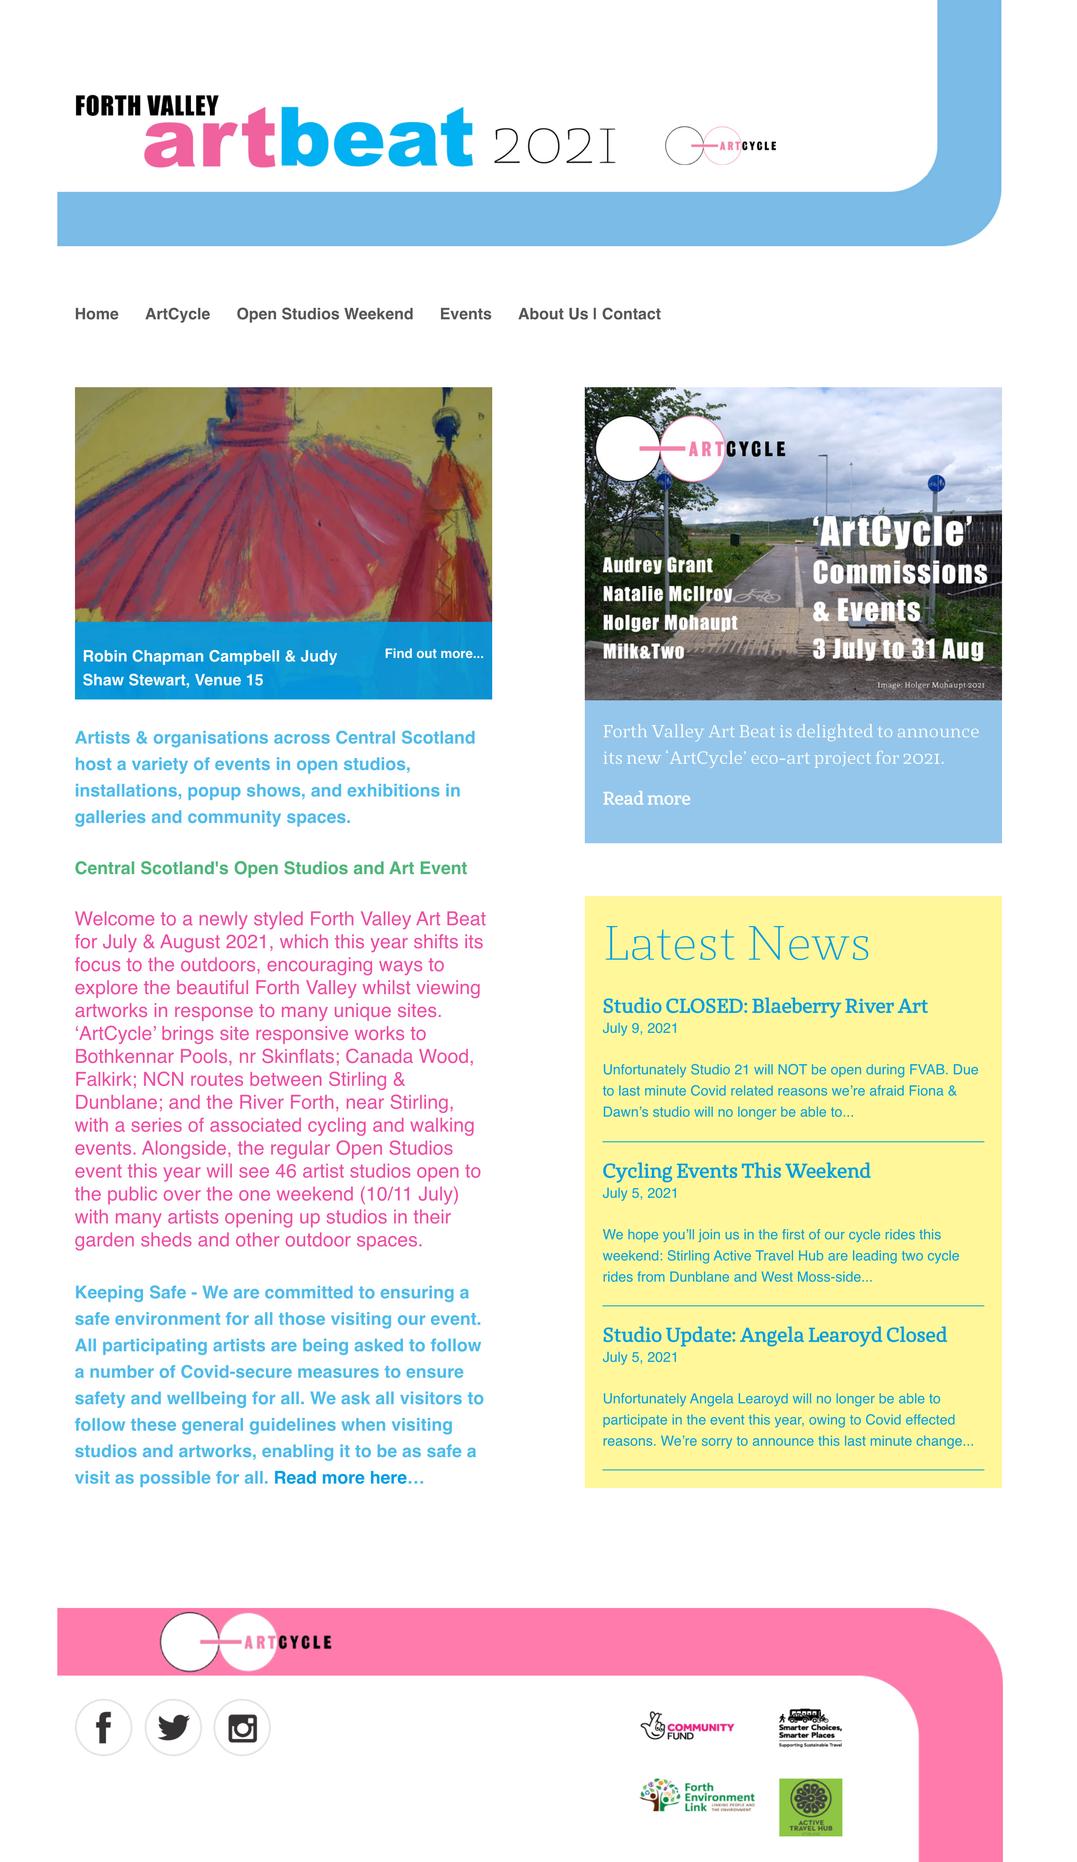 FORTH VALLEY
artbeat 2021
ARTCYCLE
Home ArtCycle Open Studios Weekend Events About Us | Contact
Robin Chapman Campbell & Judy
Shaw Stewart, Venue 15
Find out more...
Artists & organisations across Central Scotland
host a variety of events in open studios,
installations, popup shows, and exhibitions in
galleries and community spaces.
Central Scotland's Open Studios and Art Event
Welcome to a newly styled Forth Valley Art Beat
for July & August 2021, which this year shifts its
focus to the outdoors, encouraging ways to
explore the beautiful Forth Valley whilst viewing
artworks in response to many unique sites.
‘ArtCycle’ brings site responsive works to
Bothkennar Pools, nr Skinflats; Canada Wood,
Falkirk; NCN routes between Stirling &
Dunblane; and the River Forth, near Stirling,
with a series of associated cycling and walking
events. Alongside, the regular Open Studios
event this year will see 46 artist studios open to
the public over the one weekend (10/11 July)
with many artists opening up studios in their
garden sheds and other outdoor spaces.
Keeping Safe - We are committed to ensuring a
safe environment for all those visiting our event.
All participating artists are being asked to follow
a number of Covid-secure measures to ensure
safety and wellbeing for all. We ask all visitors to
follow these general guidelines when visiting
studios and artworks, enabling it to be as safe a
visit as possible for all. Read more here…
ARTCYCLE
Audrey Grant
Natalie McIlroy
Holger Mohaupt
Milk&Two
‘ArtCycle’
Commissions
& Events
3 July to 31 Aug
Image: Holger Mohaupt 2021
Forth Valley Art Beat is delighted to announce
its new ‘ArtCycle’ eco-art project for 2021.
Read more
Latest News
Studio CLOSED: Blaeberry River Art
July 9, 2021
Unfortunately Studio 21 will NOT be open during FVAB. Due
to last minute Covid related reasons we’re afraid Fiona &
Dawn’s studio will no longer be able to...
Cycling Events This Weekend
July 5, 2021
We hope you’ll join us in the first of our cycle rides this
weekend: Stirling Active Travel Hub are leading two cycle
rides from Dunblane and West Moss-side...
Studio Update: Angela Learoyd Closed
July 5, 2021
Unfortunately Angela Learoyd will no longer be able to
participate in the event this year, owing to Covid effected
reasons. We’re sorry to announce this last minute change...
ARTCYCLE
COMMUNITY
FUND
Smarter Choices,
Smarter Places
Supporting Sustainable Travel
Forth
Environment
Link
LINKING PEOPLE AND
THE ENVIRONMENT
ACTIVE
TRAVEL HUB